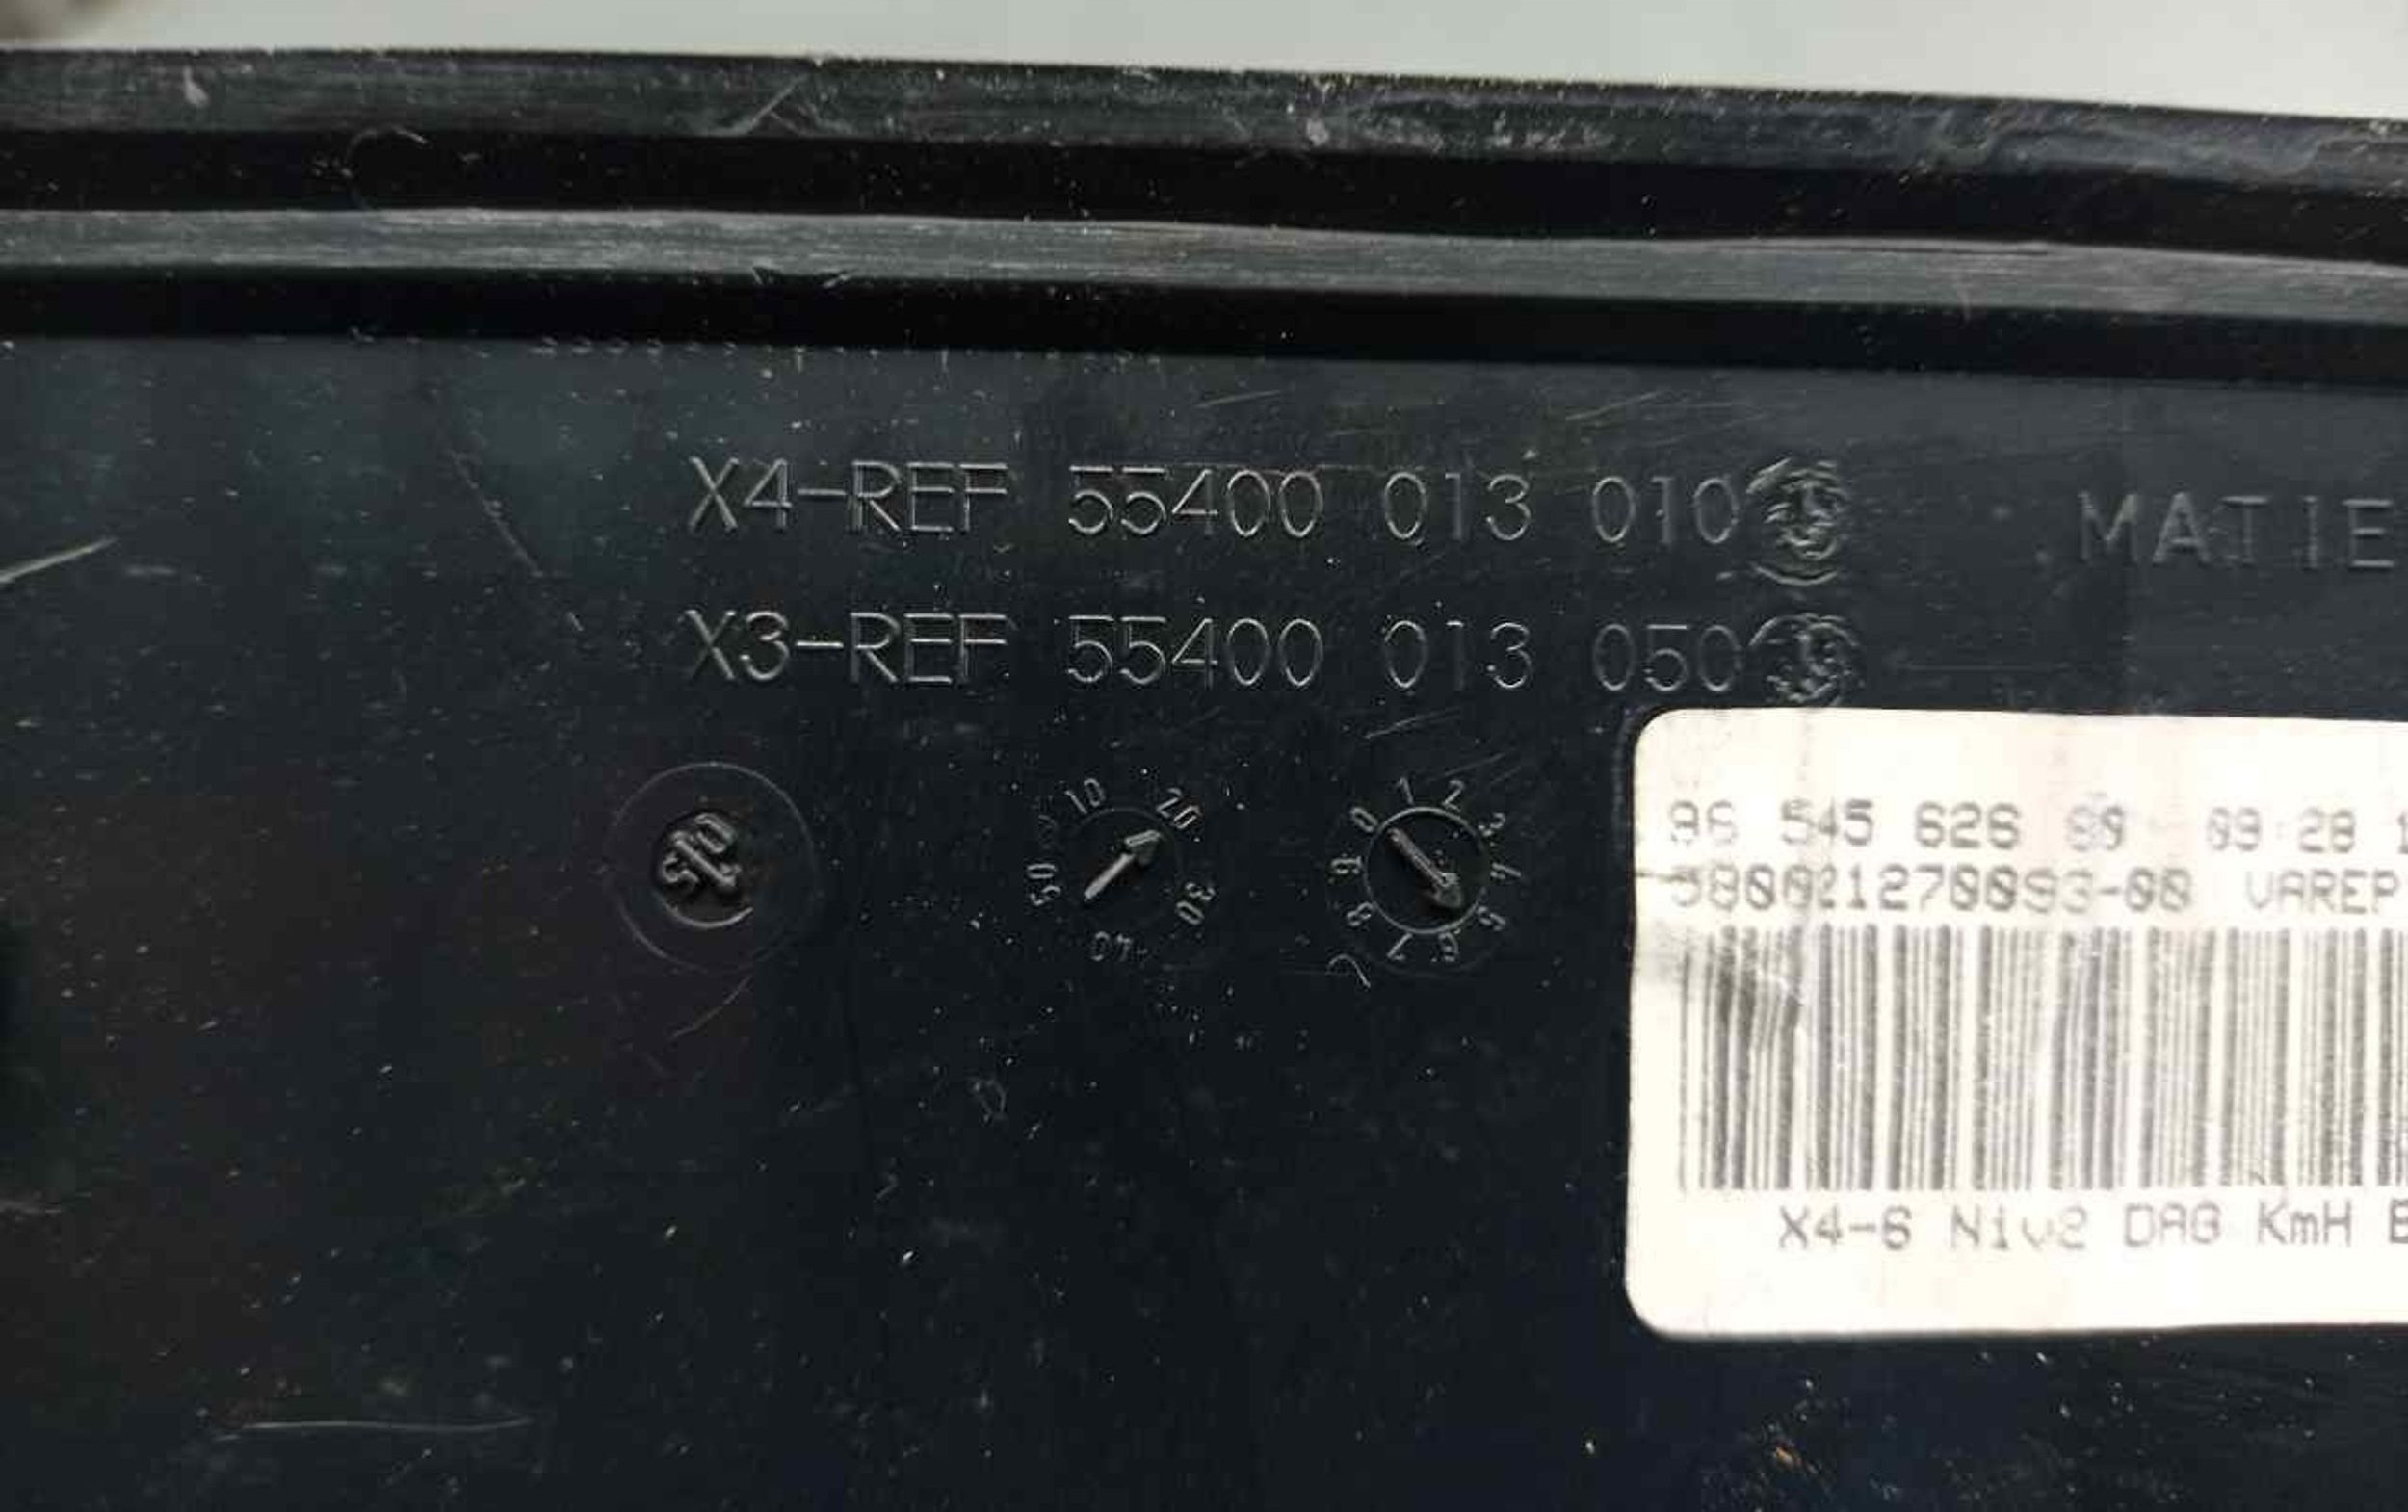 X4-REF 55400 013 010
X3-REF 55400 013 050
MATIE
10 20 30 40 50
0 1 2 3 4 5 6 7 8 9
96 545 626 80 09:28
580021270093-00 VAREP
X4-6 Niv2 DAG KmH